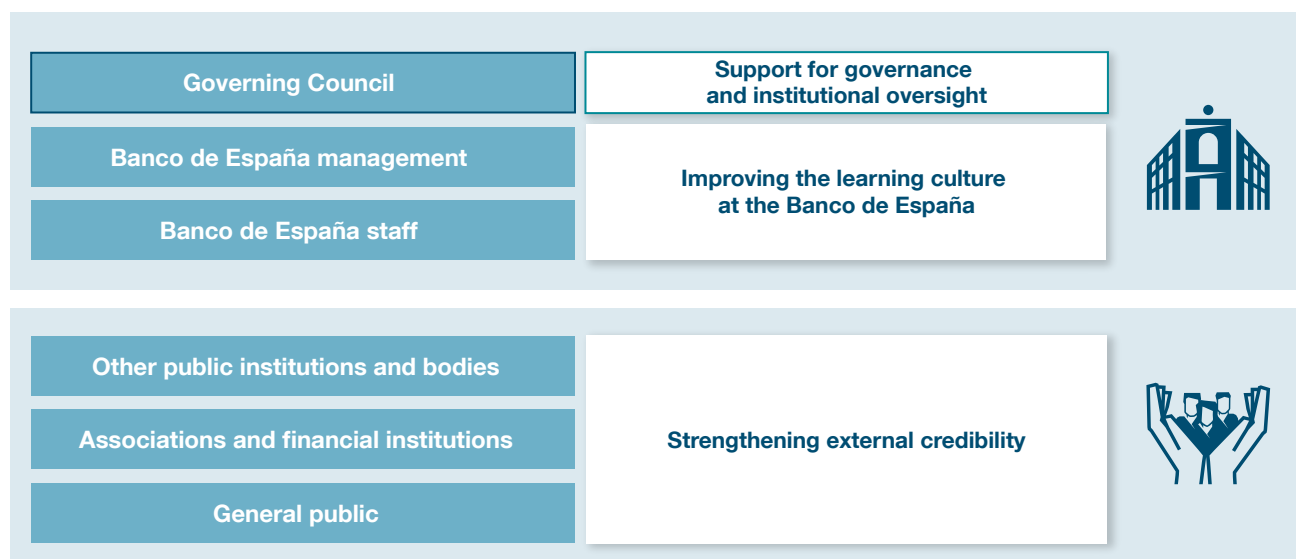 Governing Council
Support for governance
and institutional oversight
Banco de España management
Improving the learning culture
at the Banco de España
Banco de España staff
Other public institutions and bodies
Associations and financial institutions
Strengthening external credibility
General public